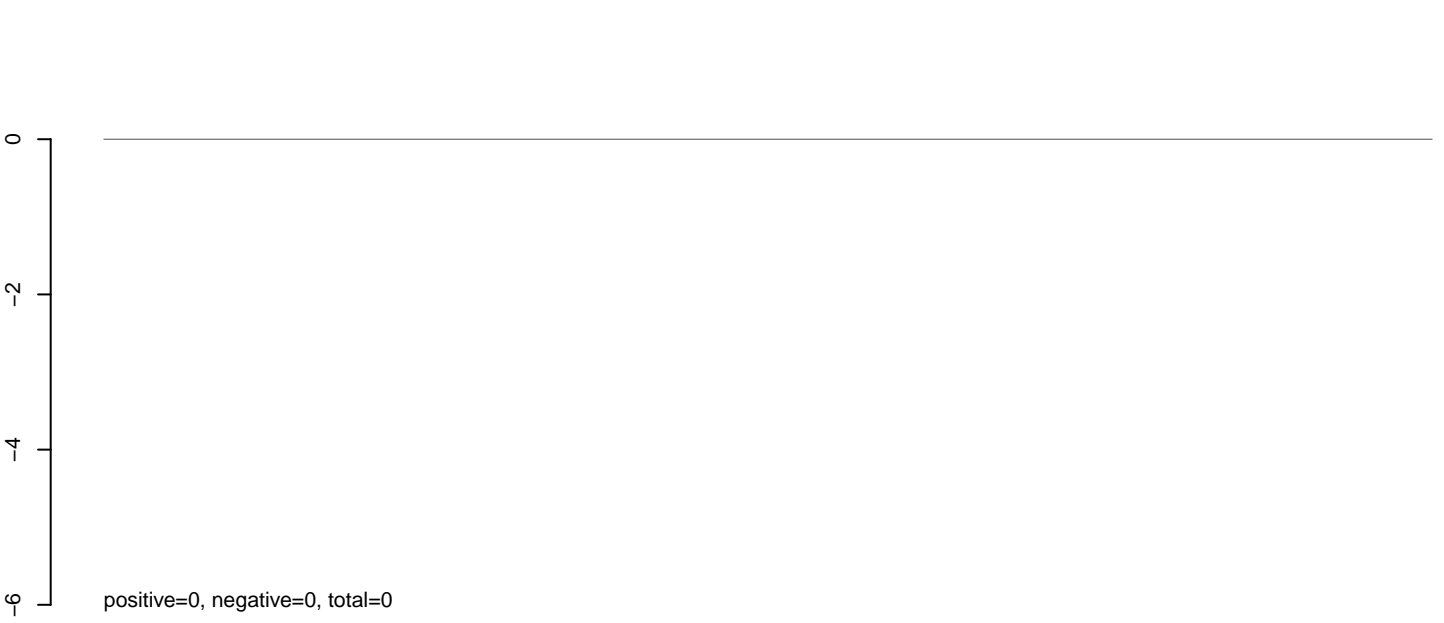 0
−2
−4
−6
positive=0, negative=0, total=0